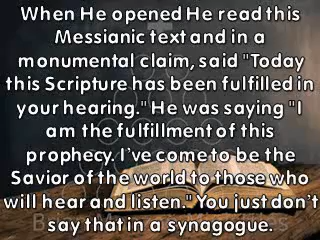 When He opened He read this
Messianic text and in a
monumental claim, said "Today
this Scripture has been fulfilled in
your hearing." He was saying "I
am the fulfillment of this
prophecy. I've come to be the
Savior of the world to those who
will hear and listen." You just don't
say that in a synagogue.